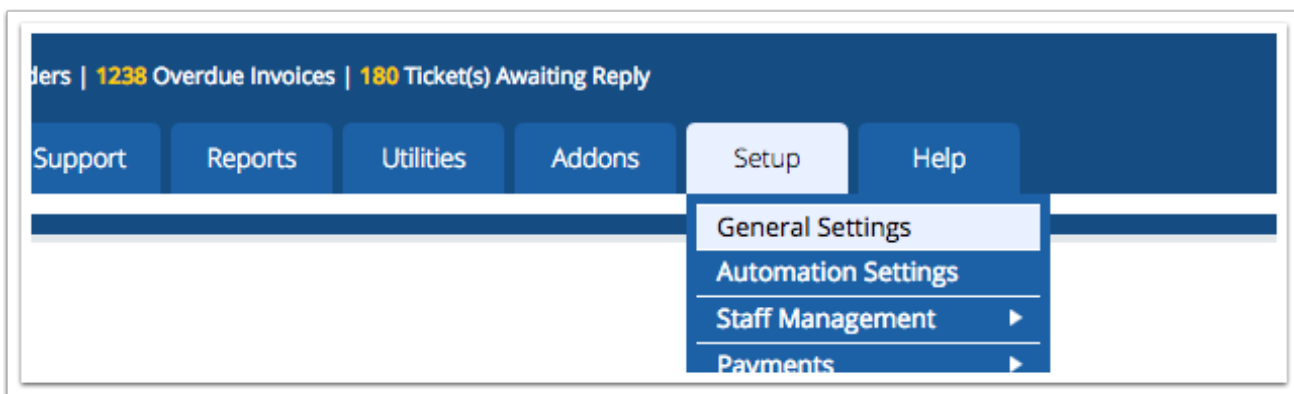 ders | 1238 Overdue Invoices | 180 Ticket(s) Awaiting Reply
Support Reports Utilities Addons Setup Help
General Settings
Automation Settings
Staff Management
Payments